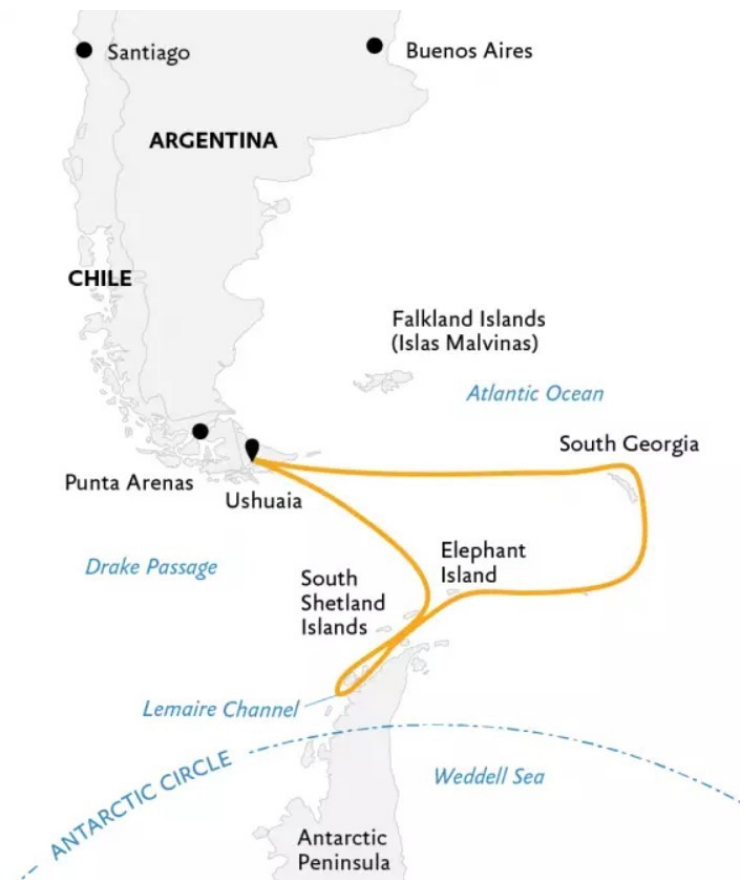 Santiago
Buenos Aires
ARGENTINA
CHILE
Falkland Islands
(Islas Malvinas)
Atlantic Ocean
South Georgia
Punta Arenas
Ushuaia
Elephant
Island
Drake Passage
South
Shetland
Islands
Lemaire Channel
ANTARCTIC CIRCLE
Weddell Sea
Antarctic
Peninsula